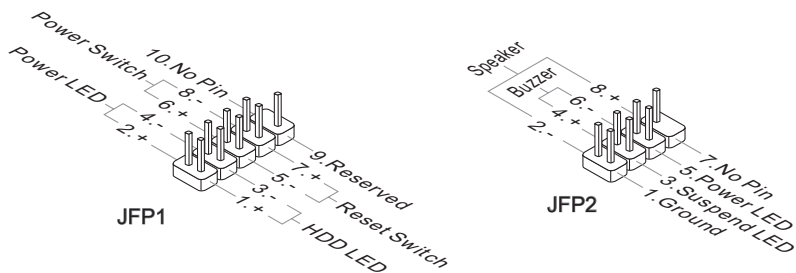 Power Switch
10.No Pin
8.-
6.+
Power LED
4.-
2.+
9.Reserved
7.+
5.-
Reset Switch
3.-
1.+
HDD LED
JFP1
Speaker
Buzzer
8.+
6.-
4.+
2.-
7.No Pin
5.Power LED
3.Suspend LED
1.Ground
JFP2